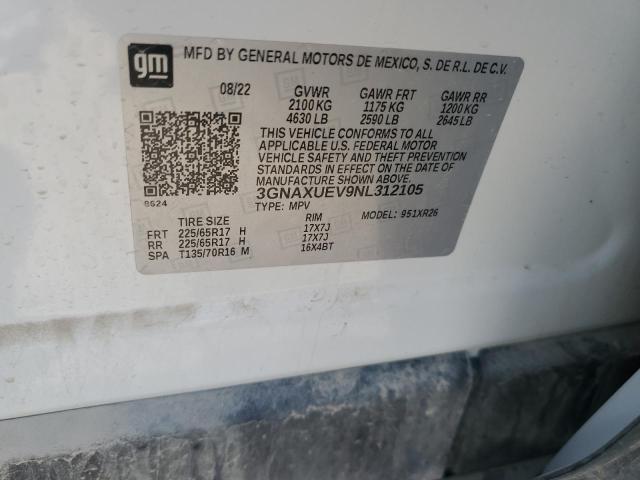 gm
MFD BY GENERAL MOTORS DE MEXICO, S. DE R.L. DE C.V.
08/22 GVWR GAWR FRT GAWR RR
2100 KG 1175 KG 1200 KG
4630 LB 2590 LB 2645 LB
THIS VEHICLE CONFORMS TO ALL
APPLICABLE U.S. FEDERAL MOTOR
VEHICLE SAFETY AND THEFT PREVENTION
STANDARDS IN EFFECT ON THE DATE OF
MANUFACTURE SHOWN ABOVE.
3GNAXUEV9NL312105
8624 TYPE: MPV MODEL: 951XR26
TIRE SIZE RIM
FRT 225/65R17 H 17X7J
RR 225/65R17 H 17X7J
SPA T135/70R16 M 16X4BT